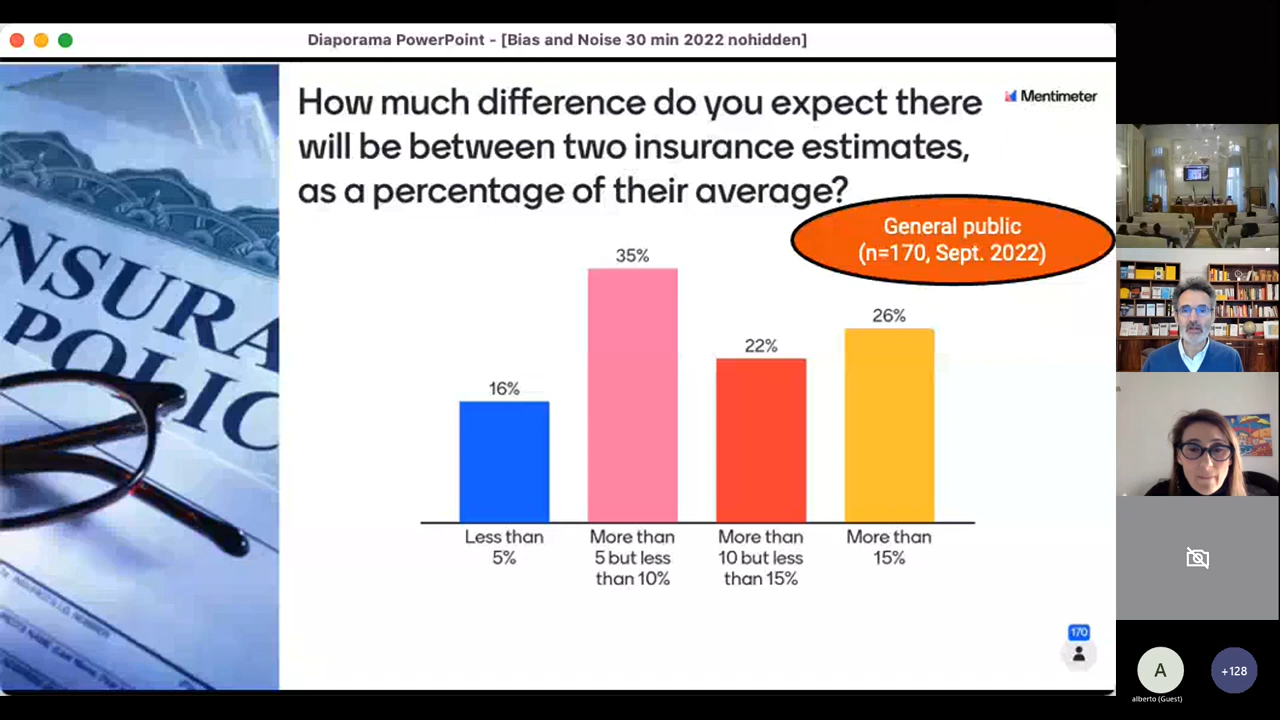 Diaporama PowerPoint - [Bias and Noise 30 min 2022 nohidden]
How much difference do you expect there
will be between two insurance estimates,
as a percentage of their average?
Mentimeter
General public
(n=170, Sept. 2022)
35%
26%
22%
16%
Less than
5%
More than
5 but less
than 10%
More than
10 but less
than 15%
More than
15%
170
NSURA
POLIC
A
alberto (Guest)
+128